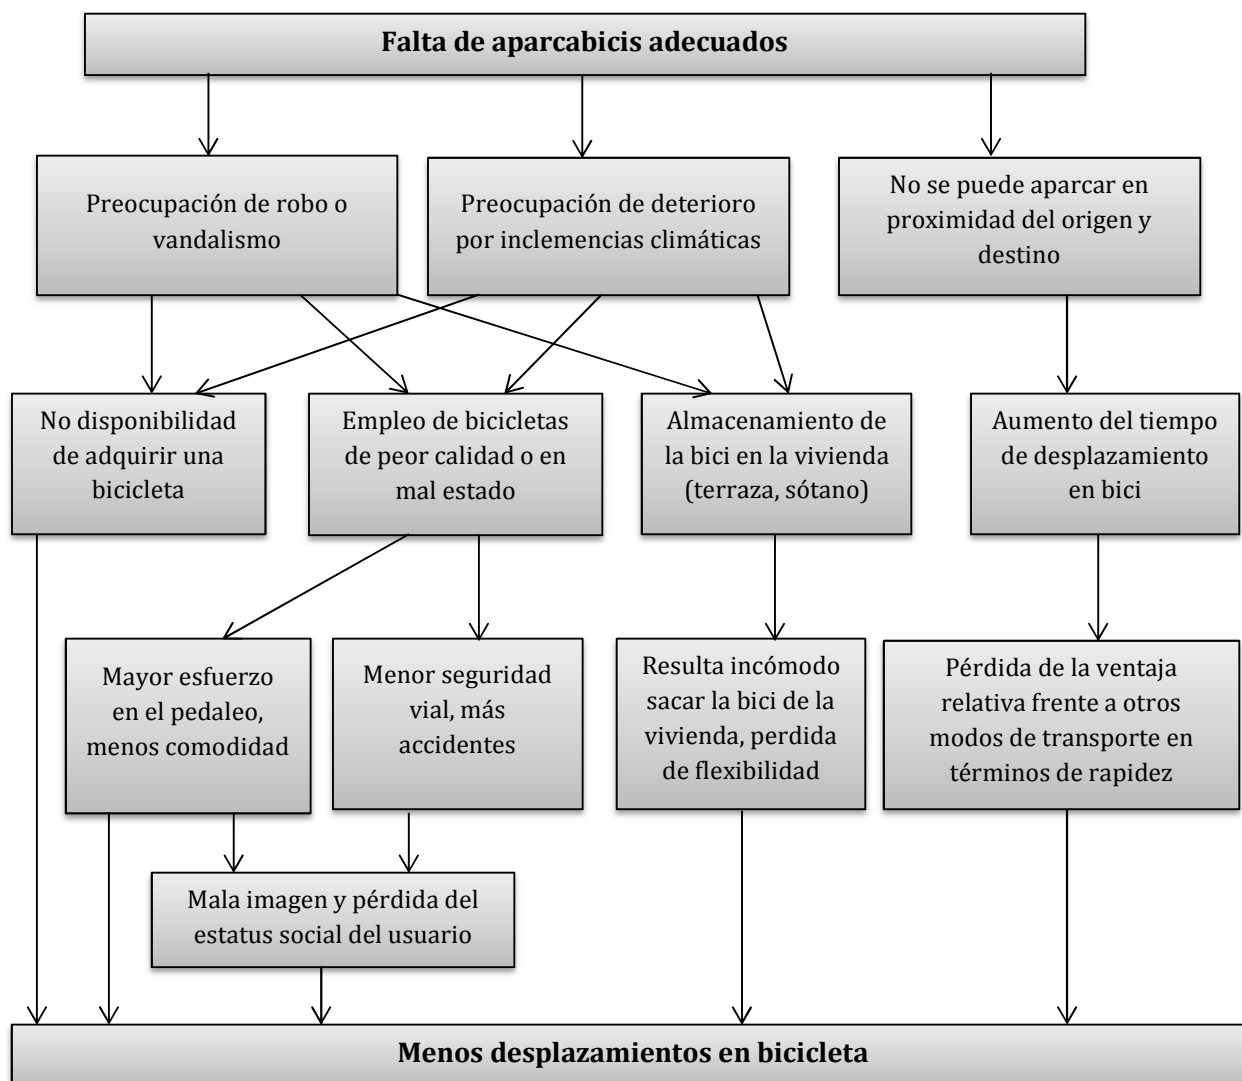 Falta de aparcabicis adecuados
Preocupación de robo o
vandalismo
Preocupación de deterioro
por inclemencias climáticas
No se puede aparcar en
proximidad del origen y
destino
No disponibilidad
de adquirir una
bicicleta
Empleo de bicicletas
de peor calidad o en
mal estado
Almacenamiento de
la bici en la vivienda
(terraza, sótano)
Aumento del tiempo
de desplazamiento
en bici
Mayor esfuerzo
en el pedaleo,
menos comodidad
Menor seguridad
vial, más
accidentes
Resulta incómodo
sacar la bici de la
vivienda, perdida
de flexibilidad
Pérdida de la ventaja
relativa frente a otros
modos de transporte en
términos de rapidez
Mala imagen y pérdida del
estatus social del usuario
Menos desplazamientos en bicicleta